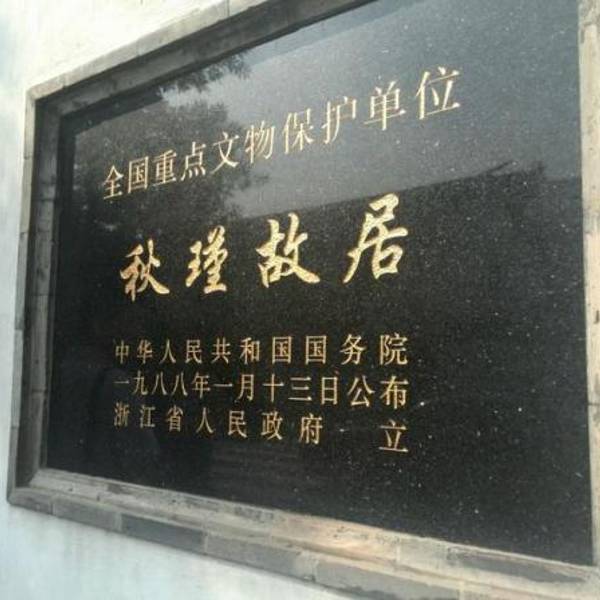 全国重点文物保护单位
秋瑾故居
中华人民共和国国务院
一九八八年一月十三日公布
浙江省人民政府 立